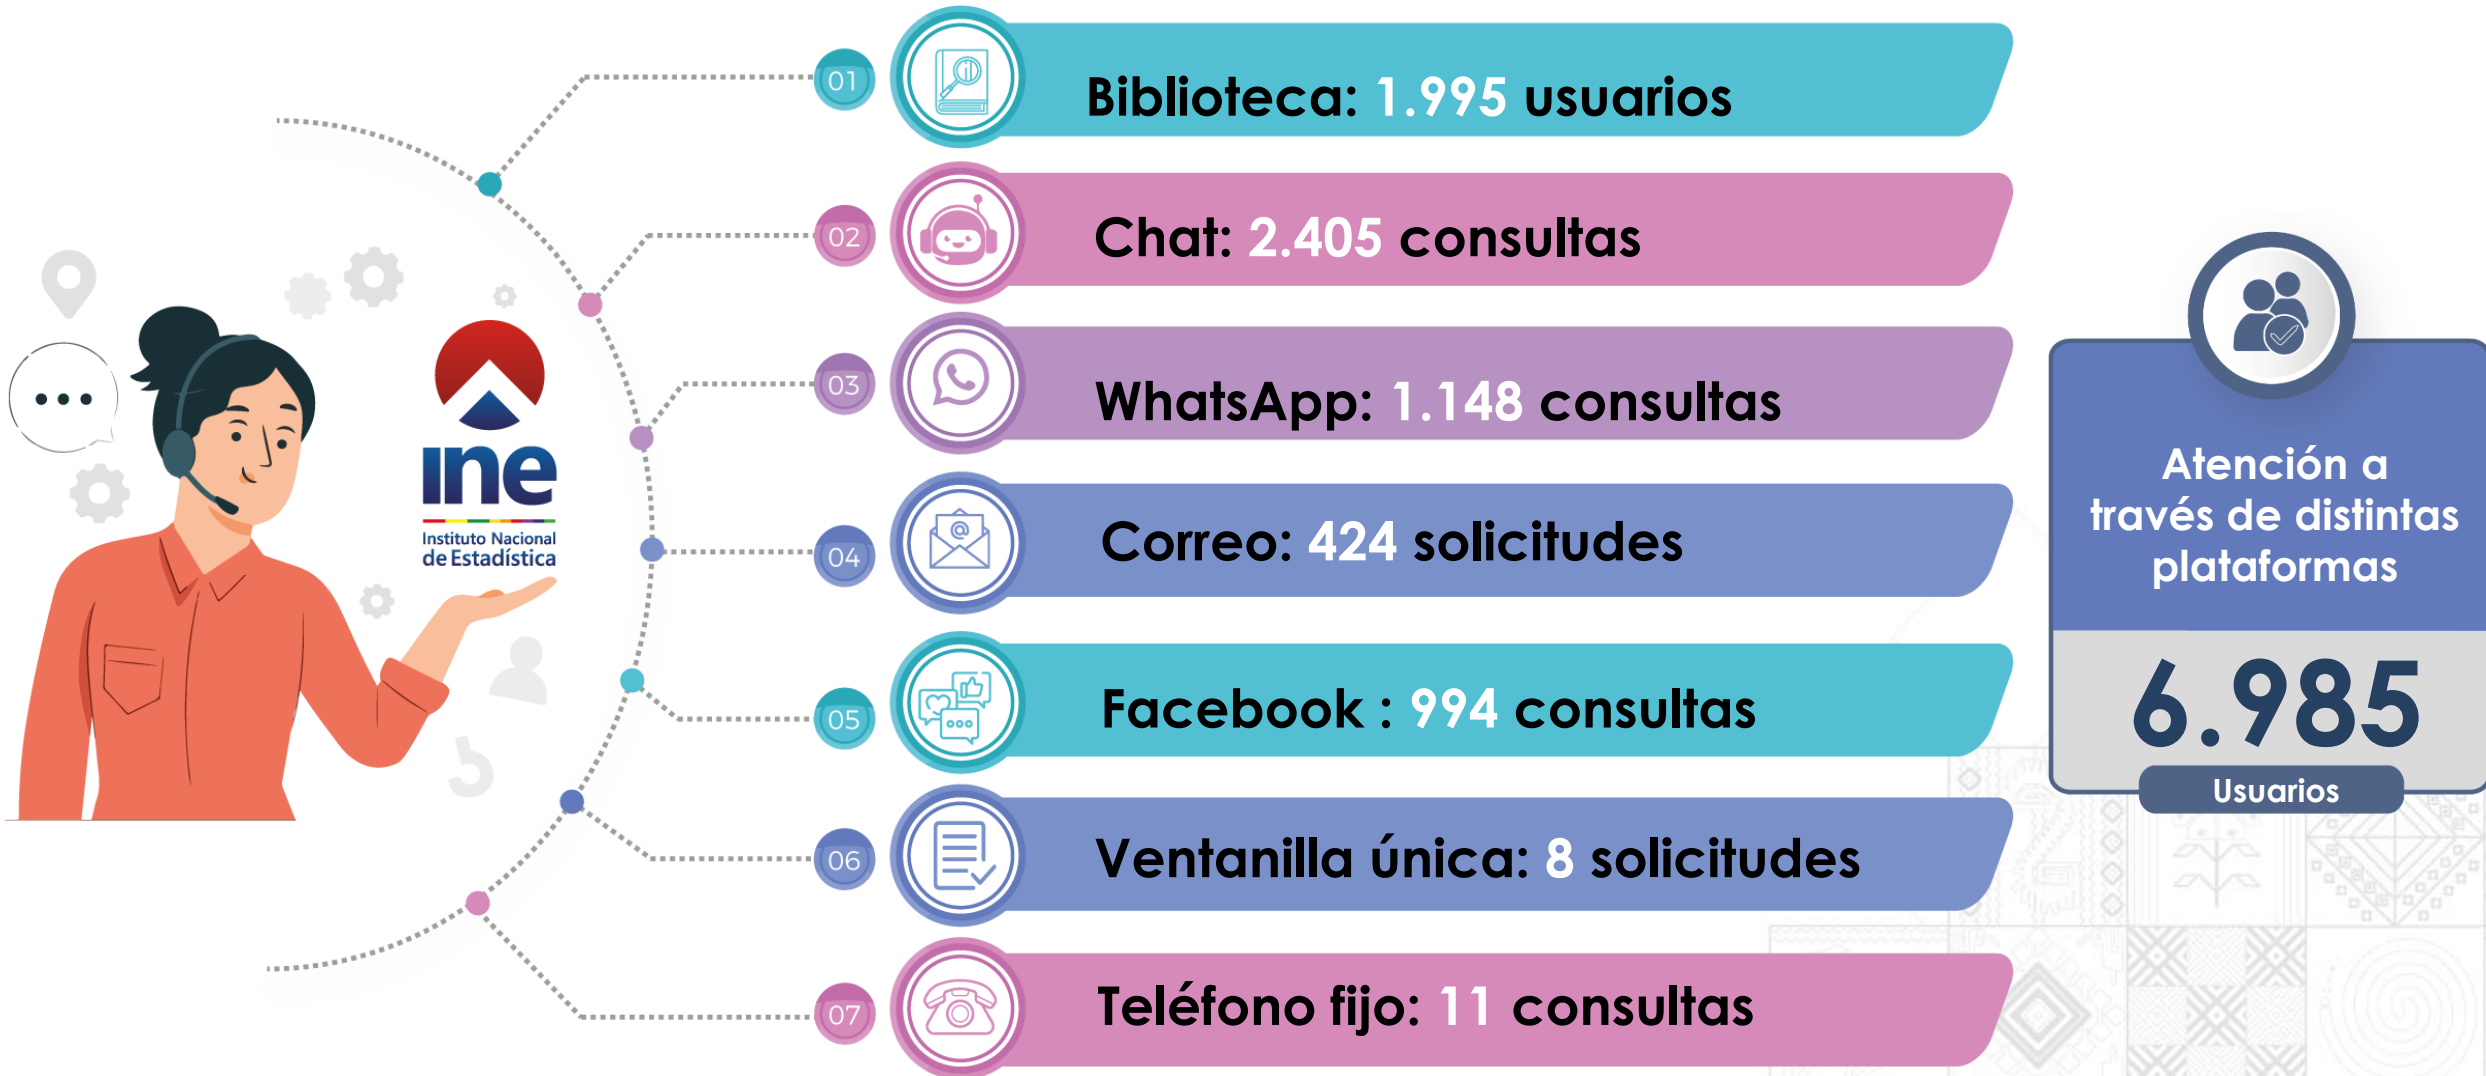 01
Biblioteca: 1.995 usuarios
02
Chat: 2.405 consultas
03
WhatsApp: 1.148 consultas
04
Correo: 424 solicitudes
05
Facebook : 994 consultas
06
Ventanilla única: 8 solicitudes
07
Teléfono fijo: 11 consultas
ine
Instituto Nacional
de Estadística
Atención a
través de distintas
plataformas
6.985
Usuarios